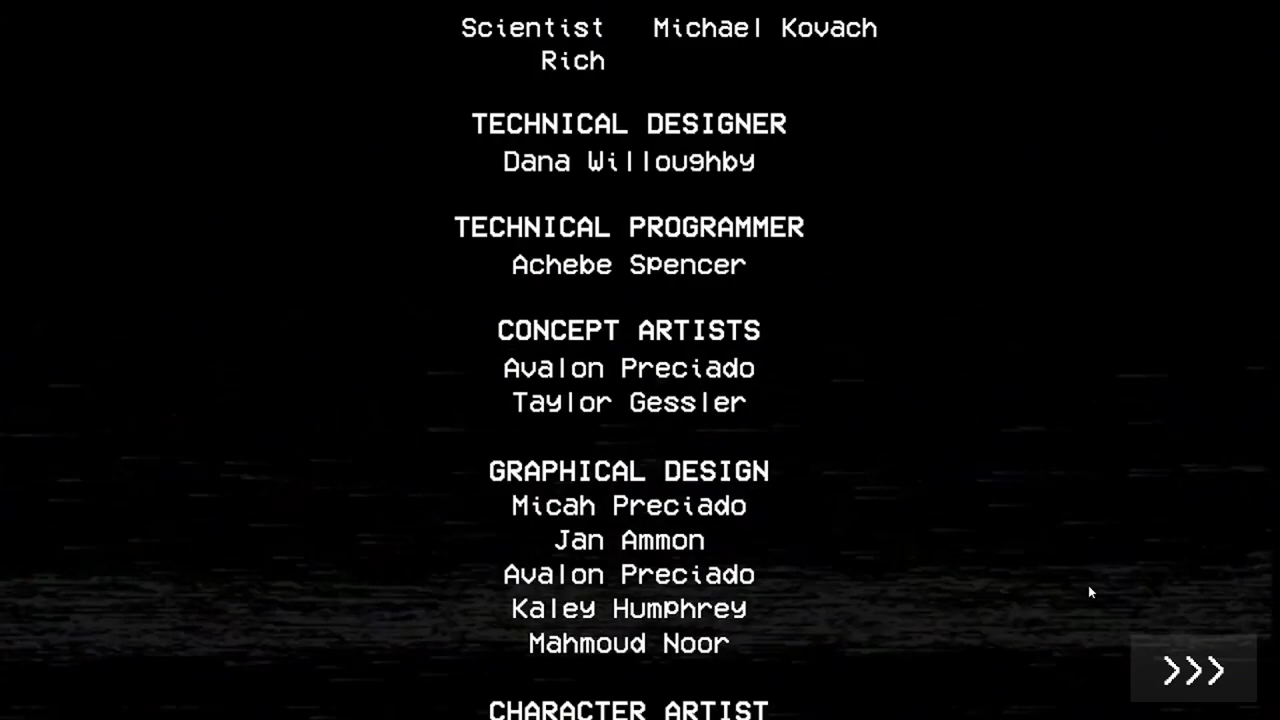 Scientist Michael Kovach
Rich
TECHNICAL DESIGNER
Dana Willoughby
TECHNICAL PROGRAMMER
Achebe Spencer
CONCEPT ARTISTS
Avalon Preciado
Taylor Gessler
GRAPHICAL DESIGN
Micah Preciado
Jan Ammon
Avalon Preciado
Kaley Humphrey
Mahmoud Noor
>>>
CHARACTER ARTIST